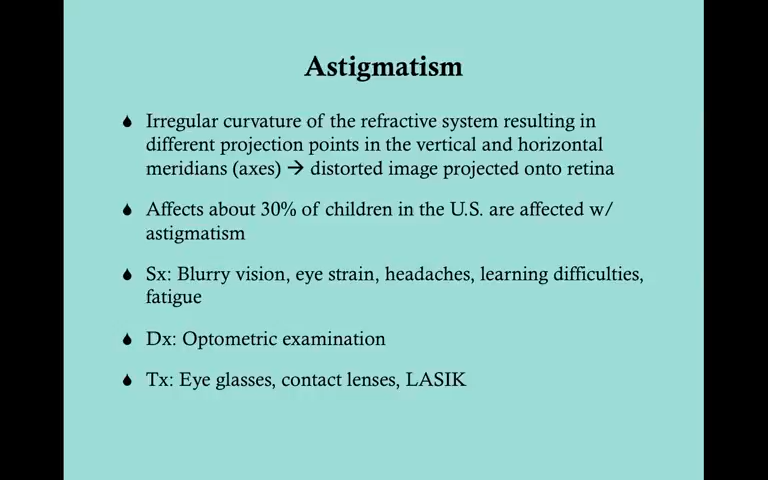 Astigmatism
Irregular curvature of the refractive system resulting in
different projection points in the vertical and horizontal
meridians (axes) → distorted image projected onto retina
Affects about 30% of children in the U.S. are affected w/
astigmatism
Sx: Blurry vision, eye strain, headaches, learning difficulties,
fatigue
Dx: Optometric examination
Tx: Eye glasses, contact lenses, LASIK